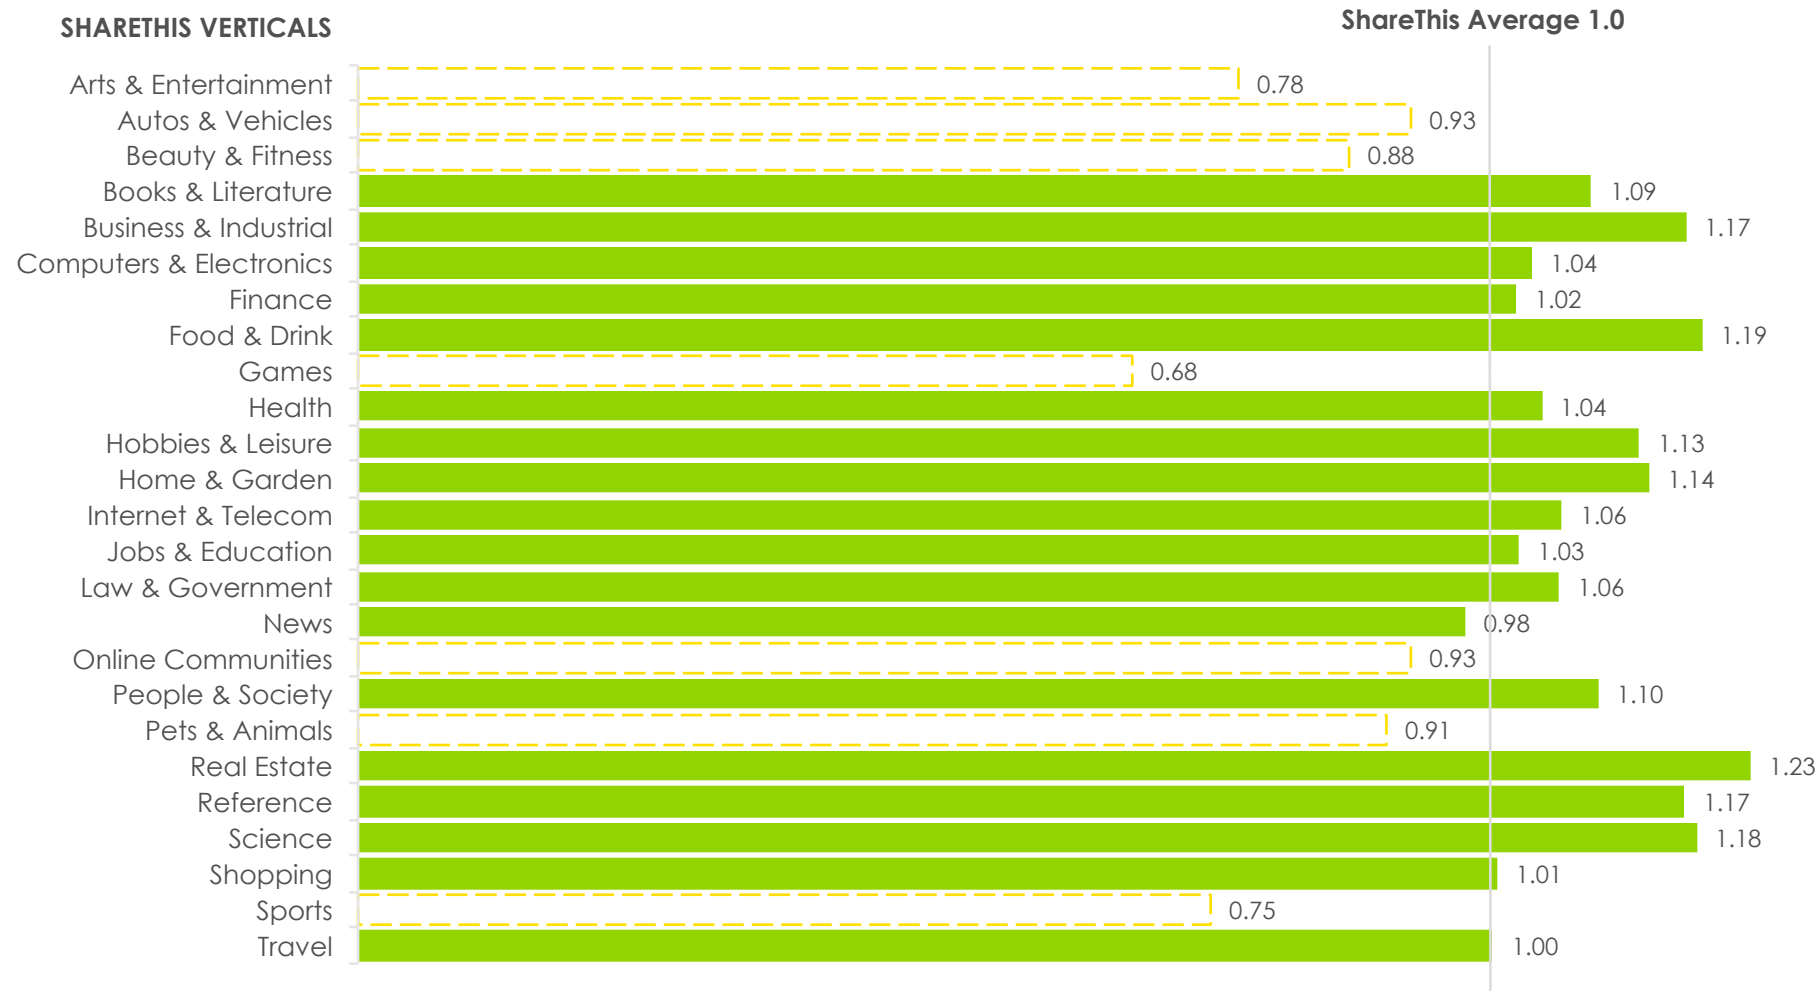 SHARETHIS VERTICALS
ShareThis Average 1.0
Arts & Entertainment 0.78
Autos & Vehicles 0.93
Beauty & Fitness 0.88
Books & Literature 1.09
Business & Industrial 1.17
Computers & Electronics 1.04
Finance 1.02
Food & Drink 1.19
Games 0.68
Health 1.04
Hobbies & Leisure 1.13
Home & Garden 1.14
Internet & Telecom 1.06
Jobs & Education 1.03
Law & Government 1.06
News 0.98
Online Communities 0.93
People & Society 1.10
Pets & Animals 0.91
Real Estate 1.23
Reference 1.17
Science 1.18
Shopping 1.01
Sports 0.75
Travel 1.00